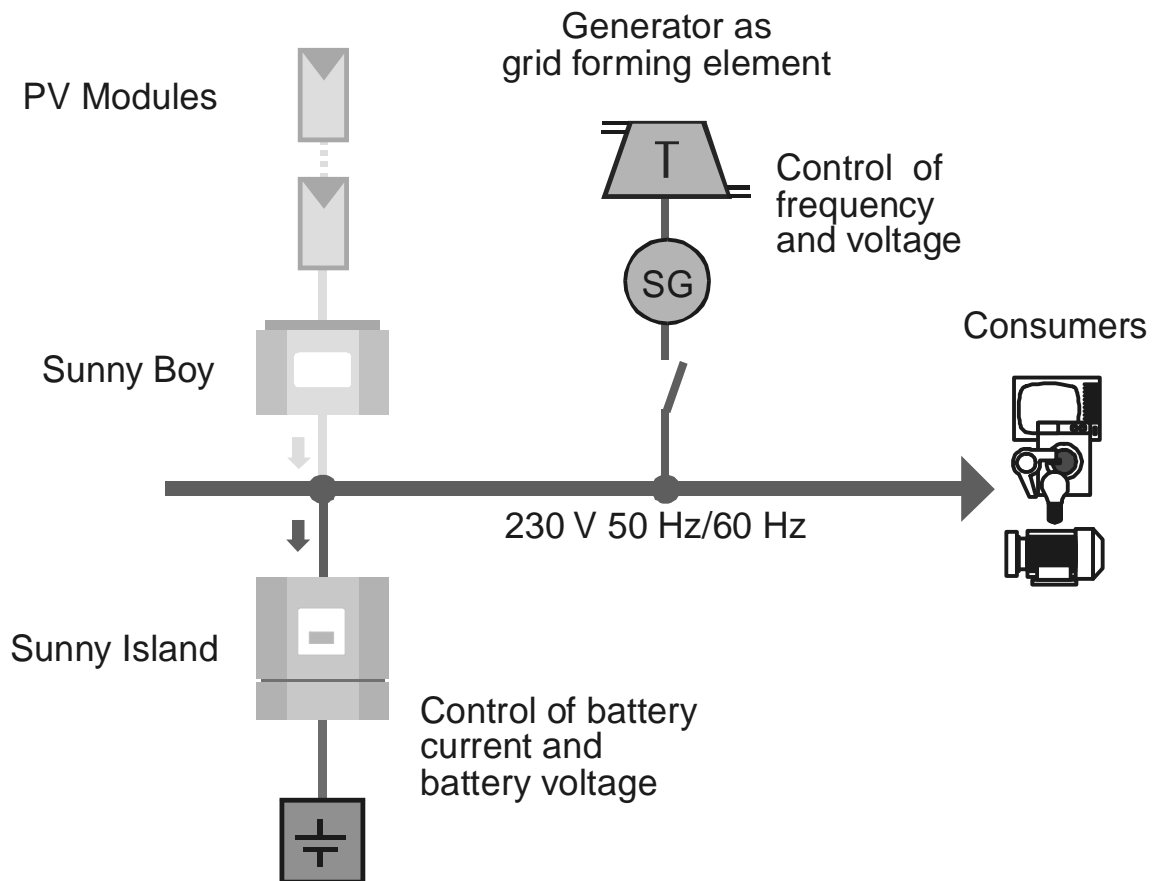 Generator as
grid forming element
PV Modules
T
Control of
frequency
and voltage
SG
Consumers
Sunny Boy
230 V 50 Hz/60 Hz
Sunny Island
Control of battery
current and
battery voltage